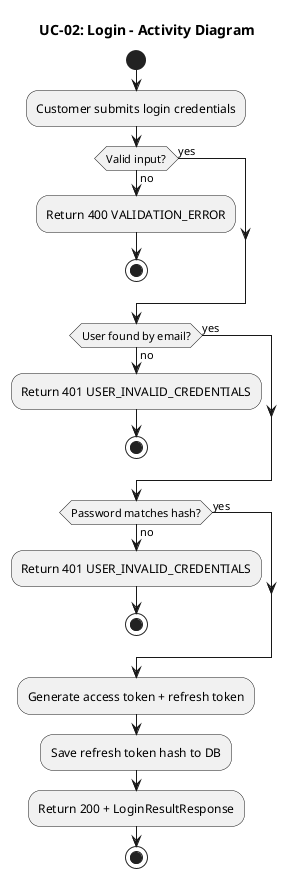 UC-02: Login - Activity Diagram
Customer submits login credentials
Valid input?
yes
no
Return 400 VALIDATION_ERROR
User found by email?
yes
no
Return 401 USER_INVALID_CREDENTIALS
Password matches hash?
yes
no
Return 401 USER_INVALID_CREDENTIALS
Generate access token + refresh token
Save refresh token hash to DB
Return 200 + LoginResultResponse